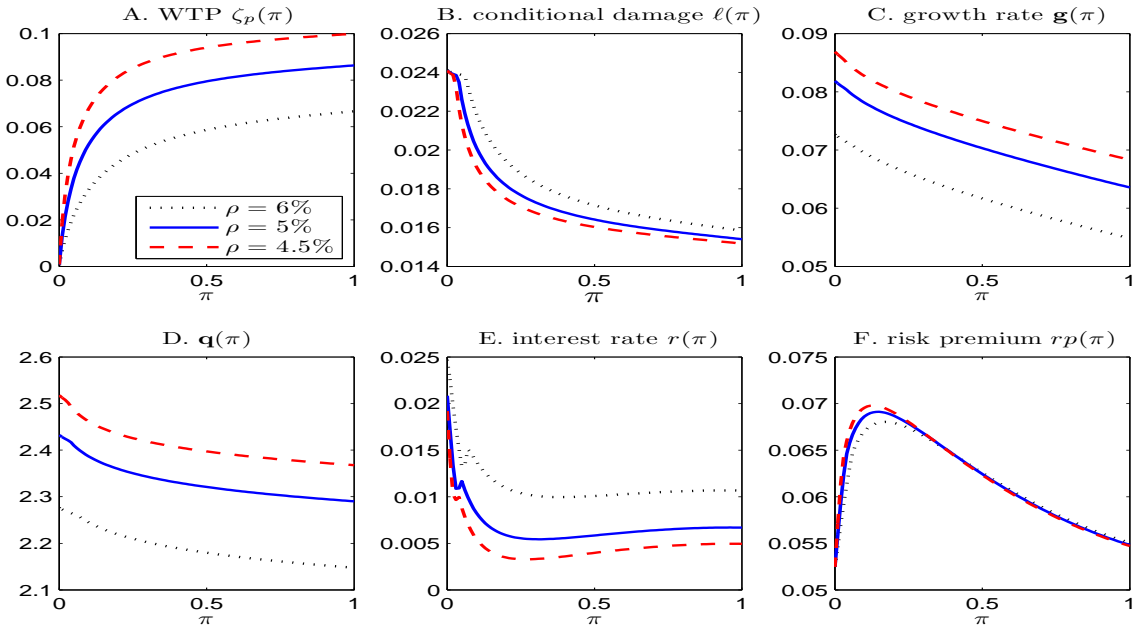 A. WTP ζp(π)
0.1
0.08
0.06
0.04
0.02
0
0 0.5 1
π
ρ = 6%
ρ = 5%
ρ = 4.5%
B. conditional damage ℓ(π)
0.026
0.024
0.022
0.02
0.018
0.016
0.014
0 0.5 1
π
C. growth rate g(π)
0.09
0.08
0.07
0.06
0.05
0 0.5 1
π
D. q(π)
2.6
2.5
2.4
2.3
2.2
2.1
0 0.5 1
π
E. interest rate r(π)
0.025
0.02
0.015
0.01
0.005
0
0 0.5 1
π
F. risk premium rp(π)
0.075
0.07
0.065
0.06
0.055
0.05
0 0.5 1
π